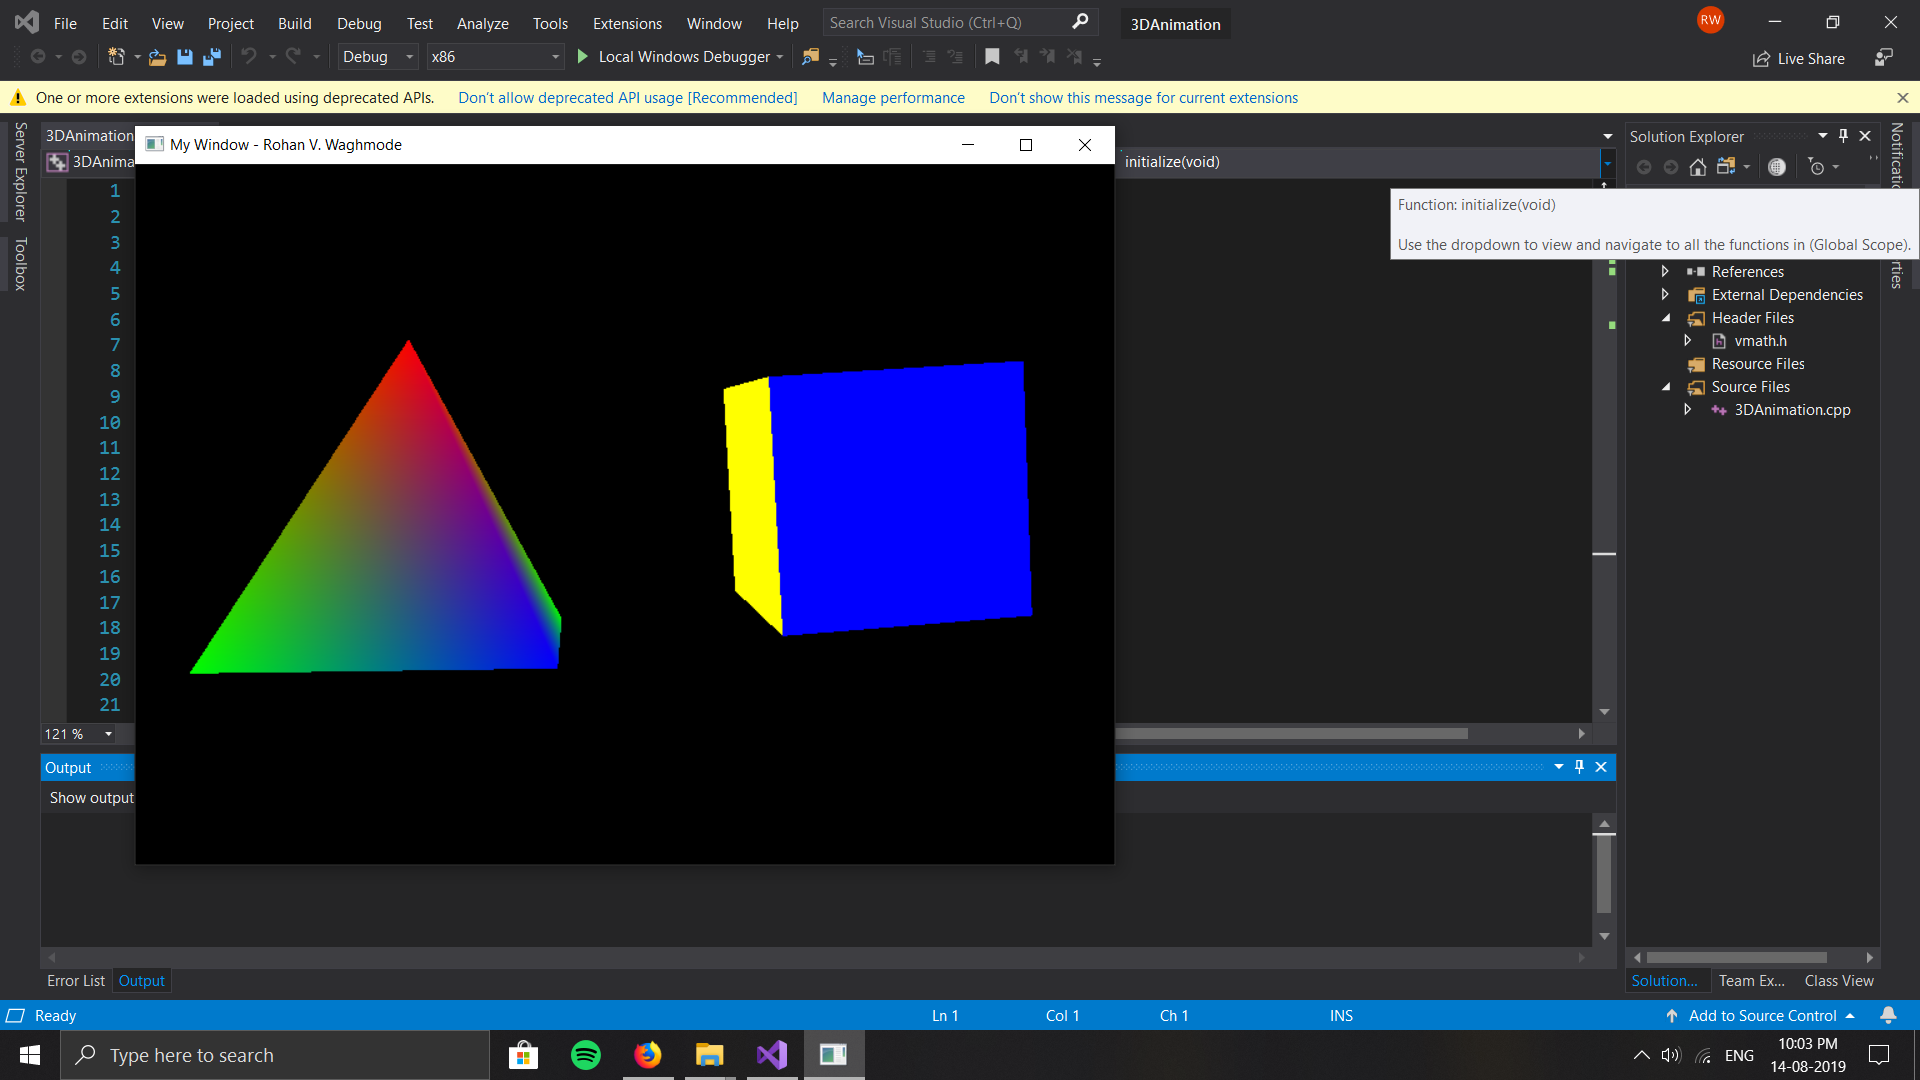 File Edit View Project Build Debug Test Analyze Tools Extensions Window Help Search Visual Studio (Ctrl+Q) 3DAnimation RW
Debug x86 Local Windows Debugger Live Share
One or more extensions were loaded using deprecated APIs. Don't allow deprecated API usage [Recommended] Manage performance Don't show this message for current extensions
Server Explorer
Toolbox
3DAnimation
3DAnima
My Window - Rohan V. Waghmode
initialize(void)
1
2
3
4
5
6
7
8
9
10
11
12
13
14
15
16
17
18
19
20
21
121 %
Solution Explorer
Function: initialize(void)
Use the dropdown to view and navigate to all the functions in (Global Scope).
References
External Dependencies
Header Files
vmath.h
Resource Files
Source Files
3DAnimation.cpp
Output
Show output
Error List Output
Solution... Team Ex... Class View
Ready Ln 1 Col 1 Ch 1 INS Add to Source Control
Type here to search
ENG
10:03 PM
14-08-2019